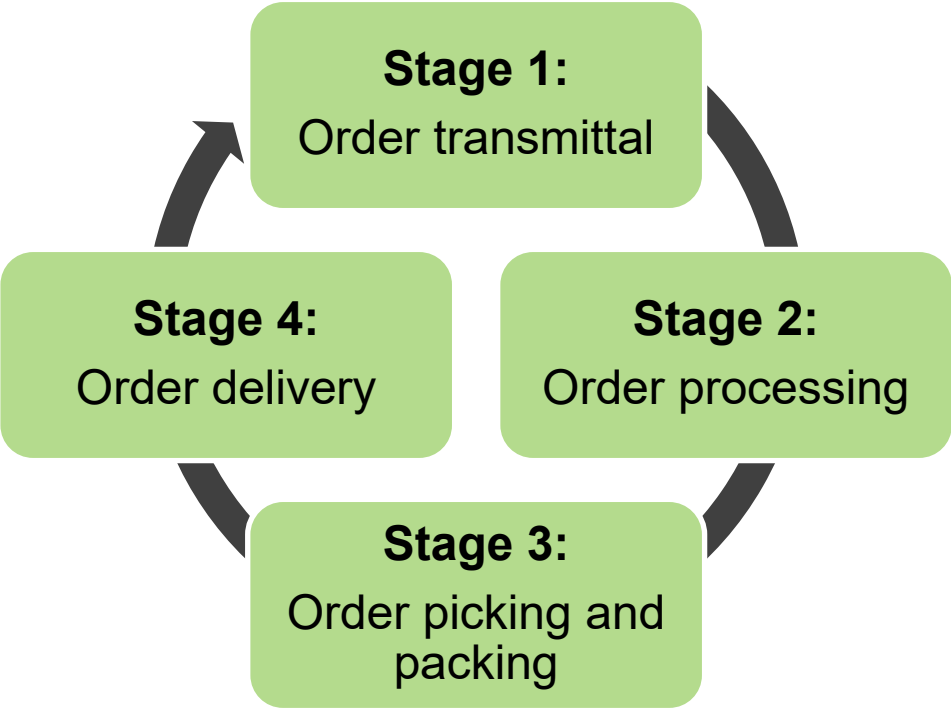 Stage 1:
Order transmittal
Stage 2:
Order processing
Stage 3:
Order picking and
packing
Stage 4:
Order delivery